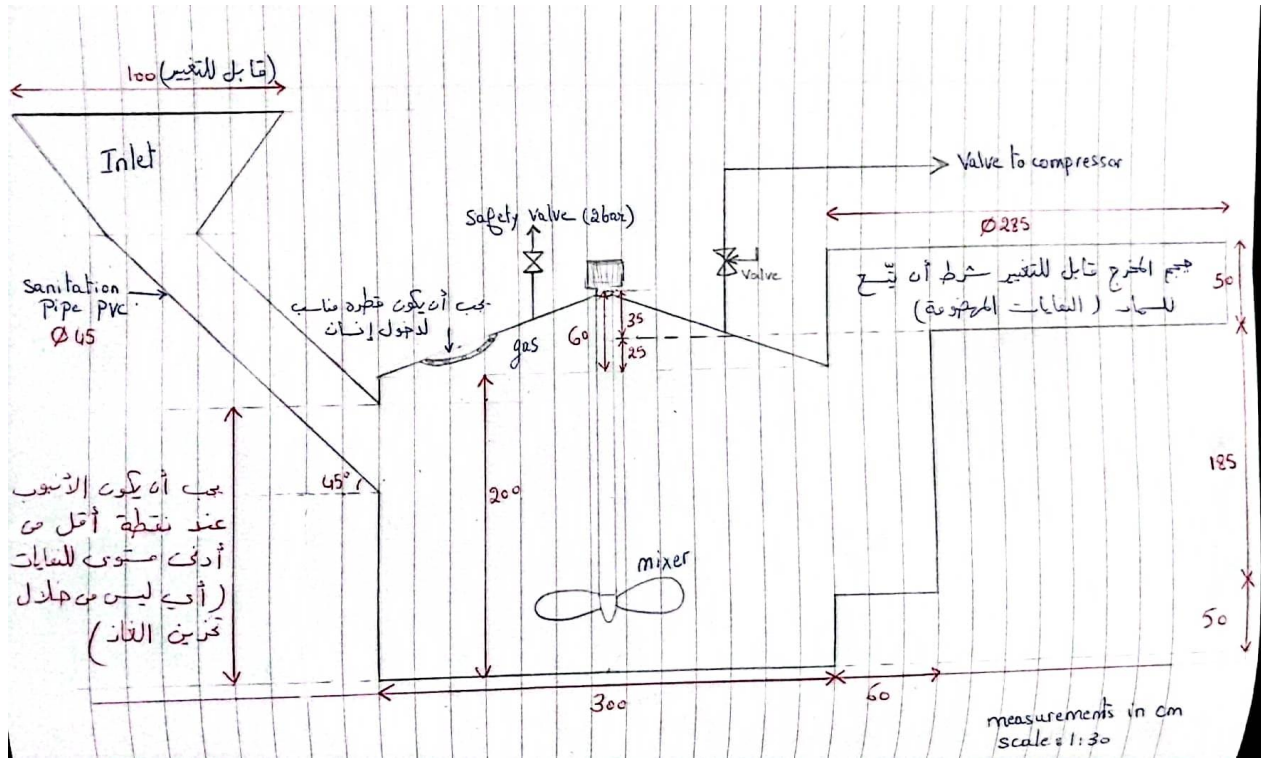 100 (قابل للتغيير)
Inlet
Valve to compressor
Safety valve (2bar)
Ø 235
Valve
حجم المخرج قابل للتغيير شرط أن يتّسع
للسماد (النفايات المهضومة)
50
sanitation
pipe PVC
Ø 45
يجب أن يكون قطره مناسب
لدخول إنسان
gas
60
35
25
45°
200
185
يجب أن يكون الأنبوب
عند نقطة أقل من
أدنى مستوى للنفايات
(أي ليس من خلال
تخزين الغاز)
mixer
50
300
60
measurements in cm
scale: 1:30